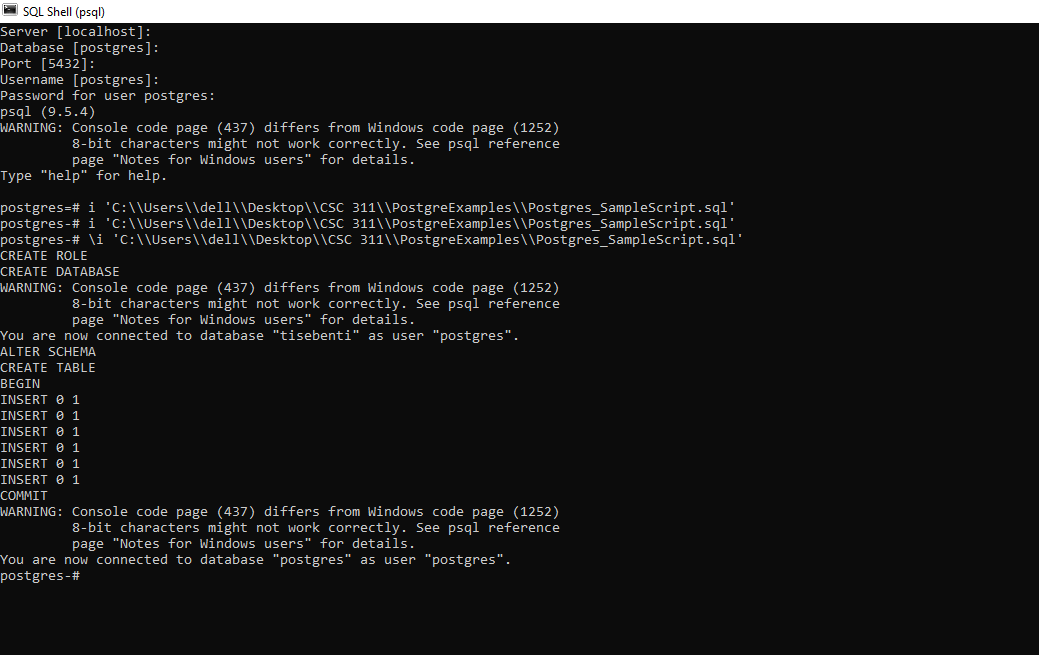 SQL Shell (psql)
Server [localhost]:
Database [postgres]:
Port [5432]:
Username [postgres]:
Password for user postgres:
psql (9.5.4)
WARNING: Console code page (437) differs from Windows code page (1252)
         8-bit characters might not work correctly. See psql reference
         page "Notes for Windows users" for details.
Type "help" for help.

postgres=# i 'C:\\Users\\dell\\Desktop\\CSC 311\\PostgreExamples\\Postgres_SampleScript.sql'
postgres-# i 'C:\\Users\\dell\\Desktop\\CSC 311\\PostgreExamples\\Postgres_SampleScript.sql'
postgres-# \i 'C:\\Users\\dell\\Desktop\\CSC 311\\PostgreExamples\\Postgres_SampleScript.sql'
CREATE ROLE
CREATE DATABASE
WARNING: Console code page (437) differs from Windows code page (1252)
         8-bit characters might not work correctly. See psql reference
         page "Notes for Windows users" for details.
You are now connected to database "tisebenti" as user "postgres".
ALTER SCHEMA
CREATE TABLE
BEGIN
INSERT 0 1
INSERT 0 1
INSERT 0 1
INSERT 0 1
INSERT 0 1
INSERT 0 1
COMMIT
WARNING: Console code page (437) differs from Windows code page (1252)
         8-bit characters might not work correctly. See psql reference
         page "Notes for Windows users" for details.
You are now connected to database "postgres" as user "postgres".
postgres-#